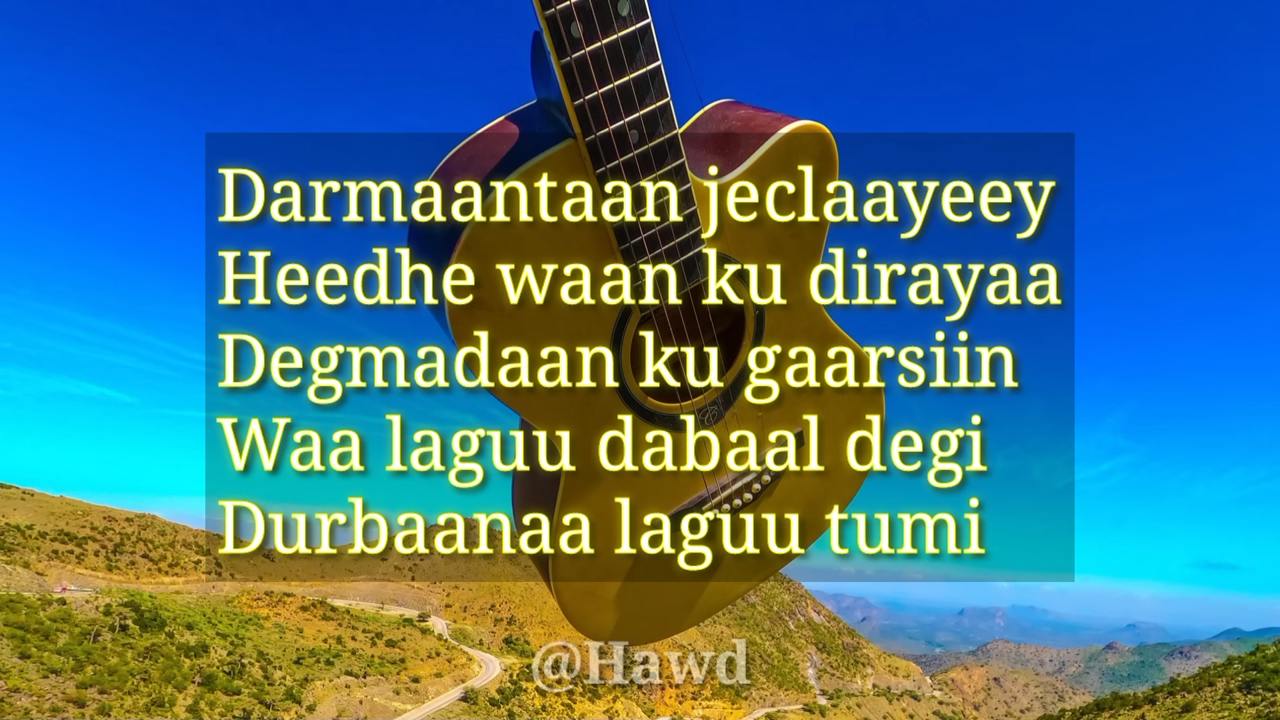 Darmaantaan jeclaayeey
Heedhe waan ku dirayaa
Degmadaan ku gaarsiin
Waa laguu dabaal degi
Durbaanaa laguu tumi
@Hawd